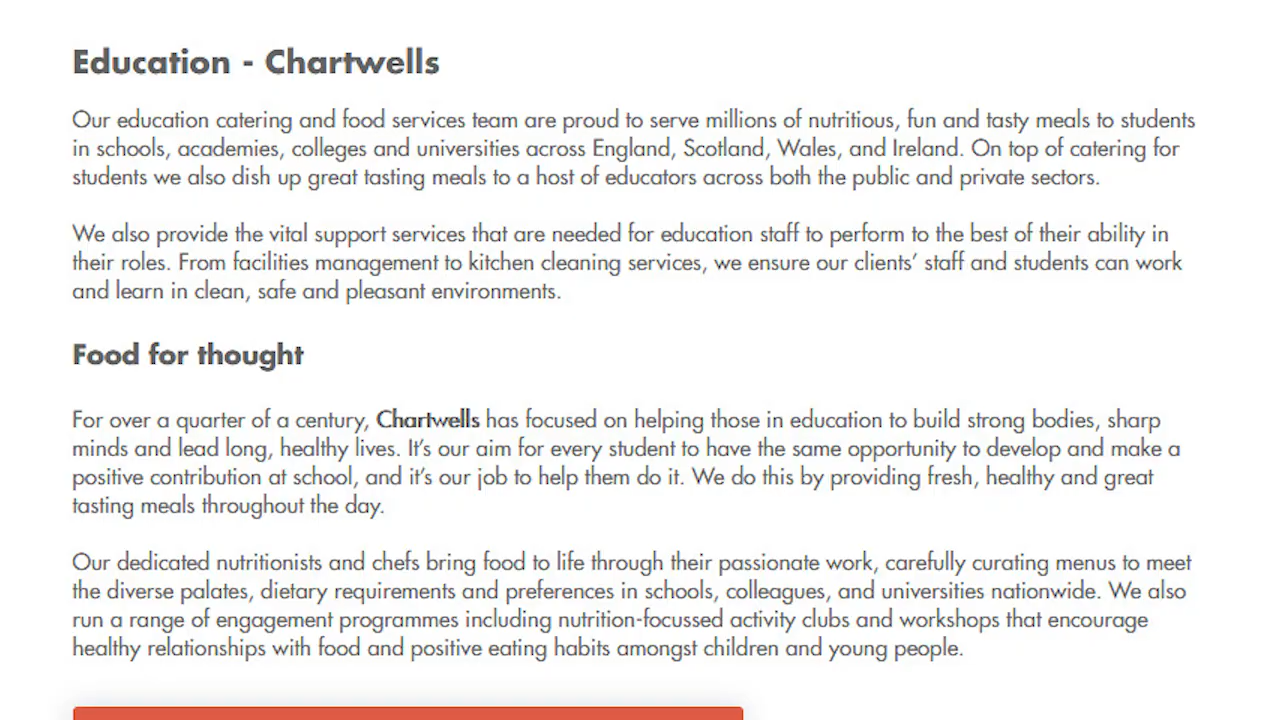 Education - Chartwells
Our education catering and food services team are proud to serve millions of nutritious, fun and tasty meals to students
in schools, academies, colleges and universities across England, Scotland, Wales, and Ireland. On top of catering for
students we also dish up great tasting meals to a host of educators across both the public and private sectors.
We also provide the vital support services that are needed for education staff to perform to the best of their ability in
their roles. From facilities management to kitchen cleaning services, we ensure our clients’ staff and students can work
and learn in clean, safe and pleasant environments.
Food for thought
For over a quarter of a century, Chartwells has focused on helping those in education to build strong bodies, sharp
minds and lead long, healthy lives. It’s our aim for every student to have the same opportunity to develop and make a
positive contribution at school, and it’s our job to help them do it. We do this by providing fresh, healthy and great
tasting meals throughout the day.
Our dedicated nutritionists and chefs bring food to life through their passionate work, carefully curating menus to meet
the diverse palates, dietary requirements and preferences in schools, colleagues, and universities nationwide. We also
run a range of engagement programmes including nutrition-focussed activity clubs and workshops that encourage
healthy relationships with food and positive eating habits amongst children and young people.